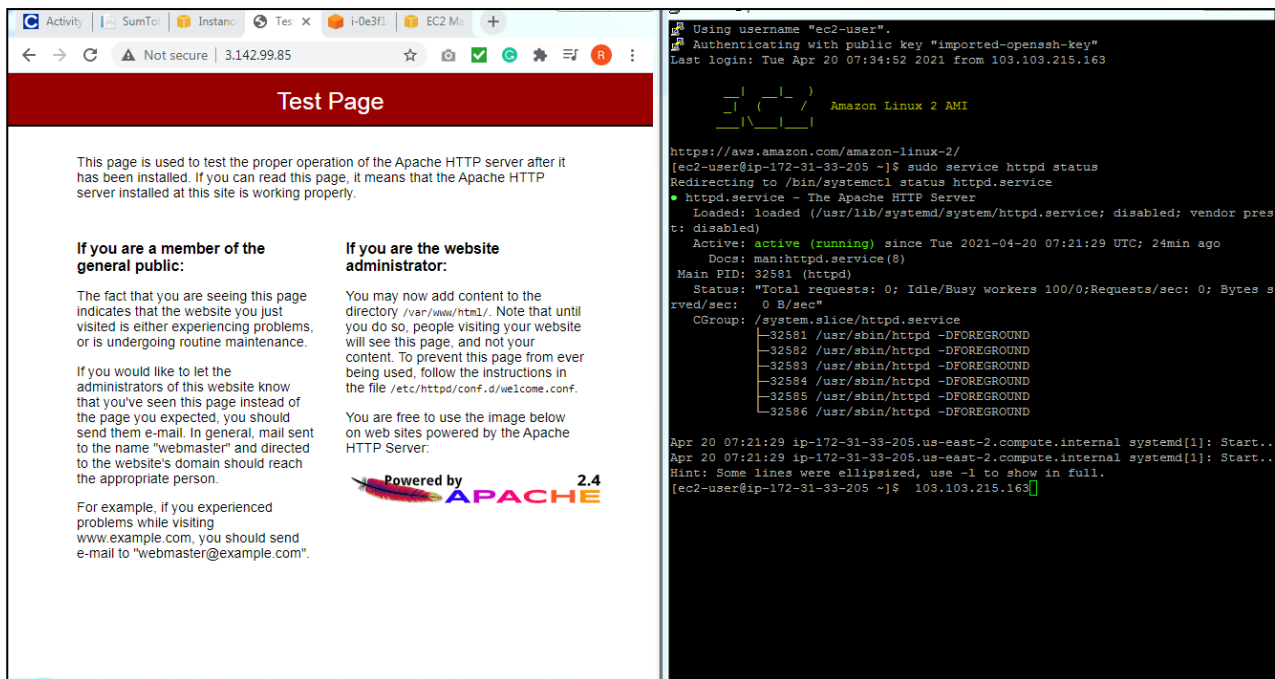 Activity
SumTo
Instanc
Tes
i-0e3f1
EC2 Ma
Not secure | 3.142.99.85
R
Test Page
This page is used to test the proper operation of the Apache HTTP server after it
has been installed. If you can read this page, it means that the Apache HTTP
server installed at this site is working properly.
If you are a member of the
general public:
The fact that you are seeing this page
indicates that the website you just
visited is either experiencing problems,
or is undergoing routine maintenance.
If you would like to let the
administrators of this website know
that you've seen this page instead of
the page you expected, you should
send them e-mail. In general, mail sent
to the name "webmaster" and directed
to the website's domain should reach
the appropriate person.
For example, if you experienced
problems while visiting
www.example.com, you should send
e-mail to "webmaster@example.com".
If you are the website
administrator:
You may now add content to the
directory /var/www/html/. Note that until
you do so, people visiting your website
will see this page, and not your
content. To prevent this page from ever
being used, follow the instructions in
the file /etc/httpd/conf.d/welcome.conf.
You are free to use the image below
on web sites powered by the Apache
HTTP Server:
Powered by 2.4
APACHE
Using username "ec2-user".
Authenticating with public key "imported-openssh-key"
Last login: Tue Apr 20 07:34:52 2021 from 103.103.215.163
__|  __|_  )
_|  (     /   Amazon Linux 2 AMI
___|\___|___|
https://aws.amazon.com/amazon-linux-2/
[ec2-user@ip-172-31-33-205 ~]$ sudo service httpd status
Redirecting to /bin/systemctl status httpd.service
● httpd.service - The Apache HTTP Server
Loaded: loaded (/usr/lib/systemd/system/httpd.service; disabled; vendor pres
t: disabled)
Active: active (running) since Tue 2021-04-20 07:21:29 UTC; 24min ago
Docs: man:httpd.service(8)
Main PID: 32581 (httpd)
Status: "Total requests: 0; Idle/Busy workers 100/0;Requests/sec: 0; Bytes s
rved/sec:   0 B/sec"
CGroup: /system.slice/httpd.service
├─32581 /usr/sbin/httpd -DFOREGROUND
├─32582 /usr/sbin/httpd -DFOREGROUND
├─32583 /usr/sbin/httpd -DFOREGROUND
├─32584 /usr/sbin/httpd -DFOREGROUND
├─32585 /usr/sbin/httpd -DFOREGROUND
└─32586 /usr/sbin/httpd -DFOREGROUND
Apr 20 07:21:29 ip-172-31-33-205.us-east-2.compute.internal systemd[1]: Start..
Apr 20 07:21:29 ip-172-31-33-205.us-east-2.compute.internal systemd[1]: Start..
Hint: Some lines were ellipsized, use -l to show in full.
[ec2-user@ip-172-31-33-205 ~]$  103.103.215.163